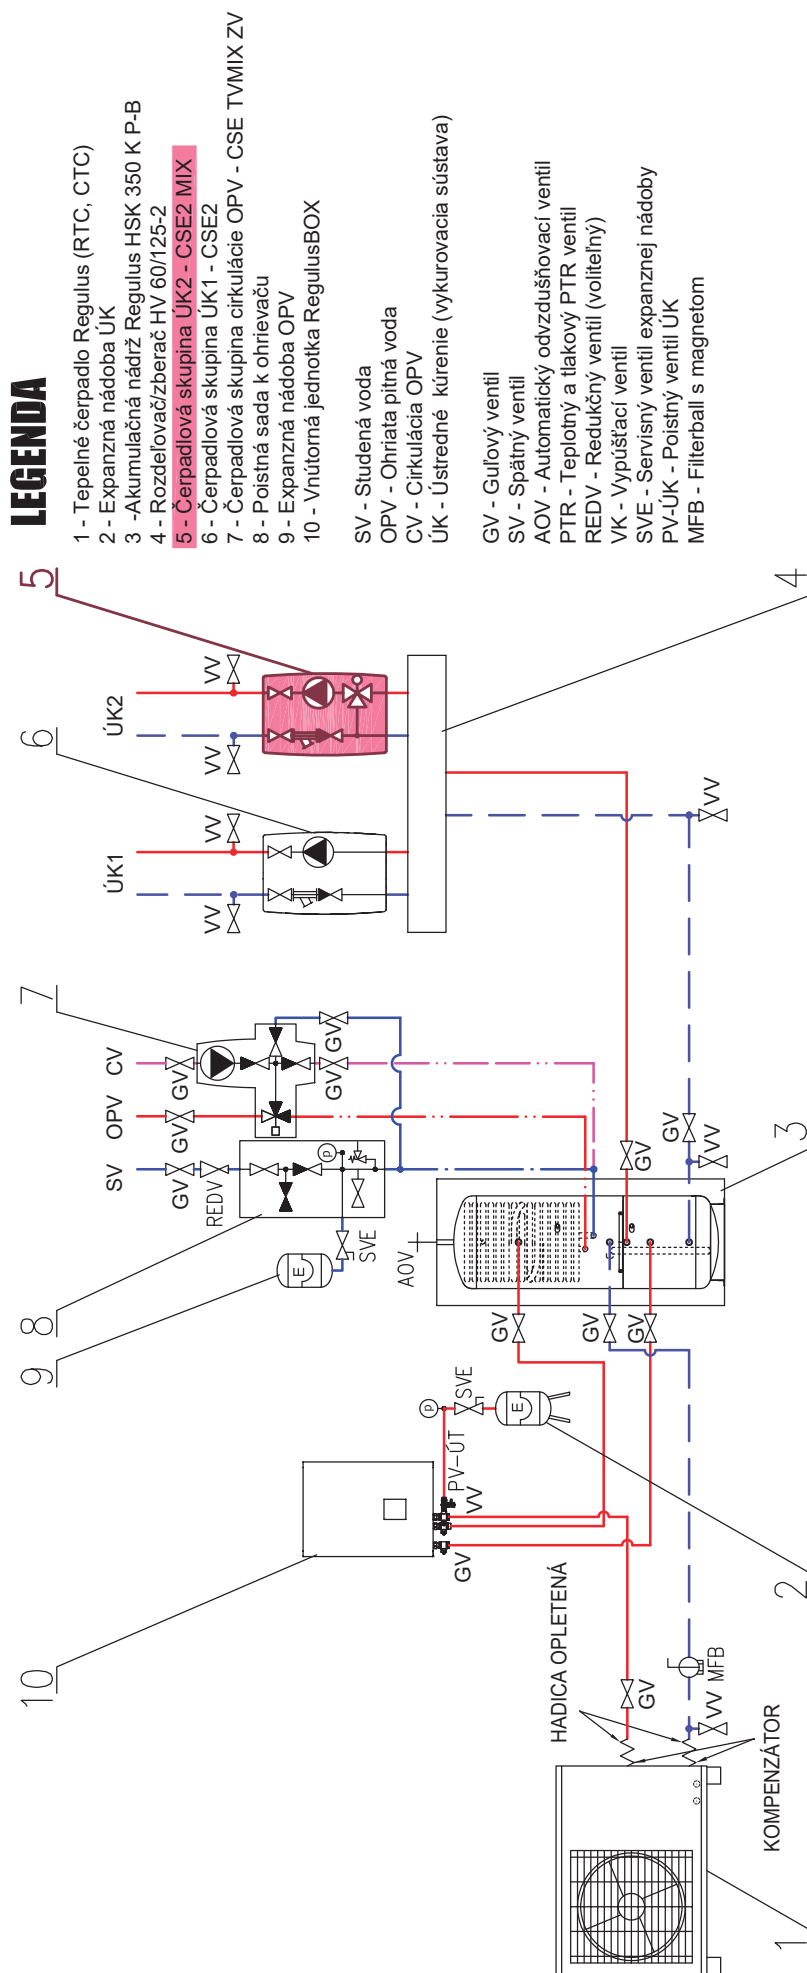 LEGENDA
1 - Tepelné čerpadlo Regulus (RTC, CTC)
2 - Expanzná nádoba ÚK
3 -Akumulačná nádrž Regulus HSK 350 K P-B
4 - Rozdeľovač/zberač HV 60/125-2
5 - Čerpadlová skupina ÚK2 - CSE2 MIX
6 - Čerpadlová skupina ÚK1 - CSE2
7 - Čerpadlová skupina cirkulácie OPV - CSE TVMIX ZV
8 - Poistná sada k ohrievaču
9 - Expanzná nádoba OPV
10 - Vnútorná jednotka RegulusBOX
SV - Studená voda
OPV - Ohriata pitná voda
CV - Cirkulácia OPV
ÚK - Ústredné kúrenie (vykurovacia sústava)
GV - Guľový ventil
SV - Spätný ventil
AOV - Automatický odvzdušňovací ventil
PTR - Teplotný a tlakový PTR ventil
REDV - Redukčný ventil (voliteľný)
VK - Vypúšťací ventil
SVE - Servisný ventil expanznej nádoby
PV-ÚK - Poistný ventil ÚK
MFB - Filterball s magnetom
10
9
8
7
6
5
SV
OPV
CV
ÚK1
ÚK2
GV
GV
GV
REDV
VV
VV
VV
VV
P
GV
GV
E
SVE
AOV
P
SVE
E
PV-ÚT
VV
GV
GV
GV
GV
GV
GV
VV
VV
HADICA OPLETENÁ
GV
MFB
VV
KOMPENZÁTOR
1
2
3
4